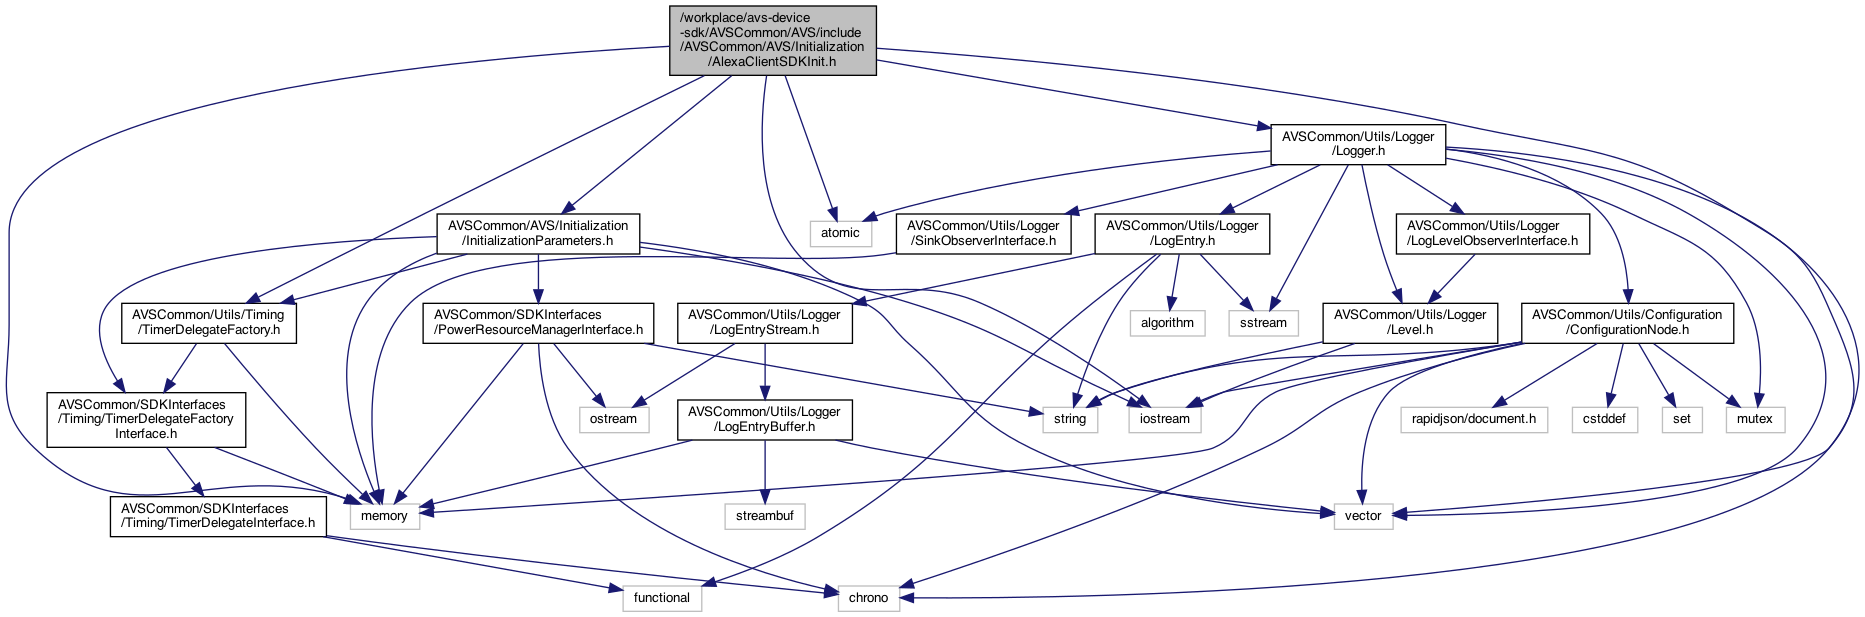 /workplace/avs-device
-sdk/AVSCommon/AVS/include
/AVSCommon/AVS/Initialization
/AlexaClientSDKInit.h
AVSCommon/Utils/Logger
/Logger.h
AVSCommon/AVS/Initialization
/InitializationParameters.h
atomic
AVSCommon/Utils/Logger
/SinkObserverInterface.h
AVSCommon/Utils/Logger
/LogEntry.h
AVSCommon/Utils/Logger
/LogLevelObserverInterface.h
AVSCommon/Utils/Timing
/TimerDelegateFactory.h
AVSCommon/SDKInterfaces
/PowerResourceManagerInterface.h
AVSCommon/Utils/Logger
/LogEntryStream.h
algorithm
sstream
AVSCommon/Utils/Logger
/Level.h
AVSCommon/Utils/Configuration
/ConfigurationNode.h
AVSCommon/SDKInterfaces
/Timing/TimerDelegateFactory
Interface.h
ostream
AVSCommon/Utils/Logger
/LogEntryBuffer.h
string
iostream
rapidjson/document.h
cstddef
set
mutex
AVSCommon/SDKInterfaces
/Timing/TimerDelegateInterface.h
memory
streambuf
vector
functional
chrono